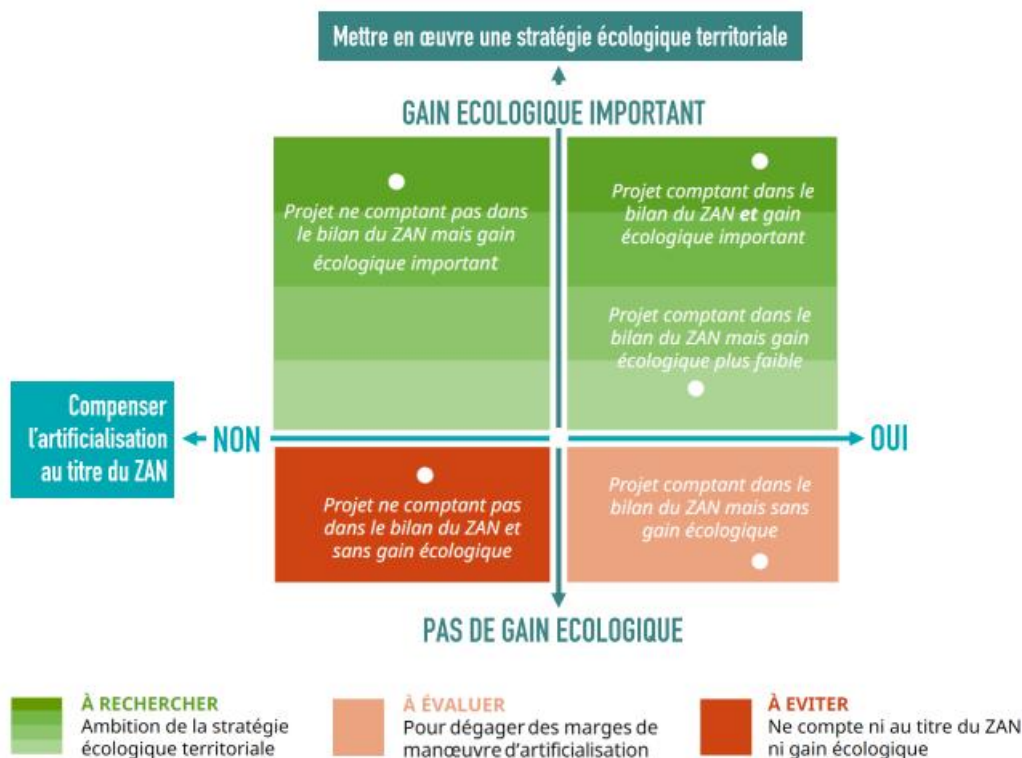 Mettre en œuvre une stratégie écologique territoriale
GAIN ECOLOGIQUE IMPORTANT
Projet ne comptant pas dans
le bilan du ZAN mais gain
écologique important
Projet comptant dans le
bilan du ZAN et gain
écologique important
Projet comptant dans le
bilan du ZAN mais gain
écologique plus faible
Compenser
l'artificialisation
au titre du ZAN
NON
OUI
Projet ne comptant pas
dans le bilan du ZAN et
sans gain écologique
Projet comptant dans le
bilan du ZAN mais sans
gain écologique
PAS DE GAIN ECOLOGIQUE
À RECHERCHER
Ambition de la stratégie
écologique territoriale
À ÉVALUER
Pour dégager des marges de
manœuvre d'artificialisation
À EVITER
Ne compte ni au titre du ZAN
ni gain écologique